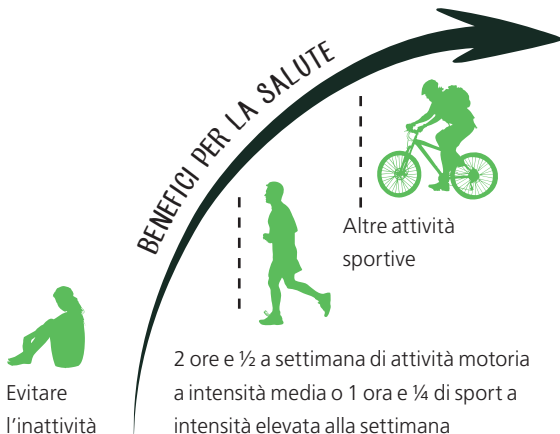 BENEFICI PER LA SALUTE
Altre attività
sportive
Evitare
l’inattività
2 ore e ½ a settimana di attività motoria
a intensità media o 1 ora e ¼ di sport a
intensità elevata alla settimana